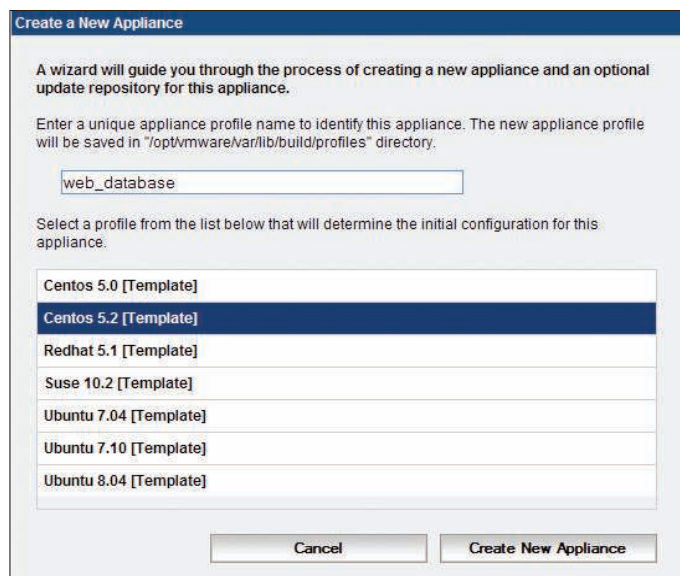 Create a New Appliance
A wizard will guide you through the process of creating a new appliance and an optional
update repository for this appliance.
Enter a unique appliance profile name to identify this appliance. The new appliance profile
will be saved in "/opt/vmware/var/lib/build/profiles" directory.
web_database
Select a profile from the list below that will determine the initial configuration for this
appliance.
Centos 5.0 [Template]
Centos 5.2 [Template]
Redhat 5.1 [Template]
Suse 10.2 [Template]
Ubuntu 7.04 [Template]
Ubuntu 7.10 [Template]
Ubuntu 8.04 [Template]
Cancel
Create New Appliance